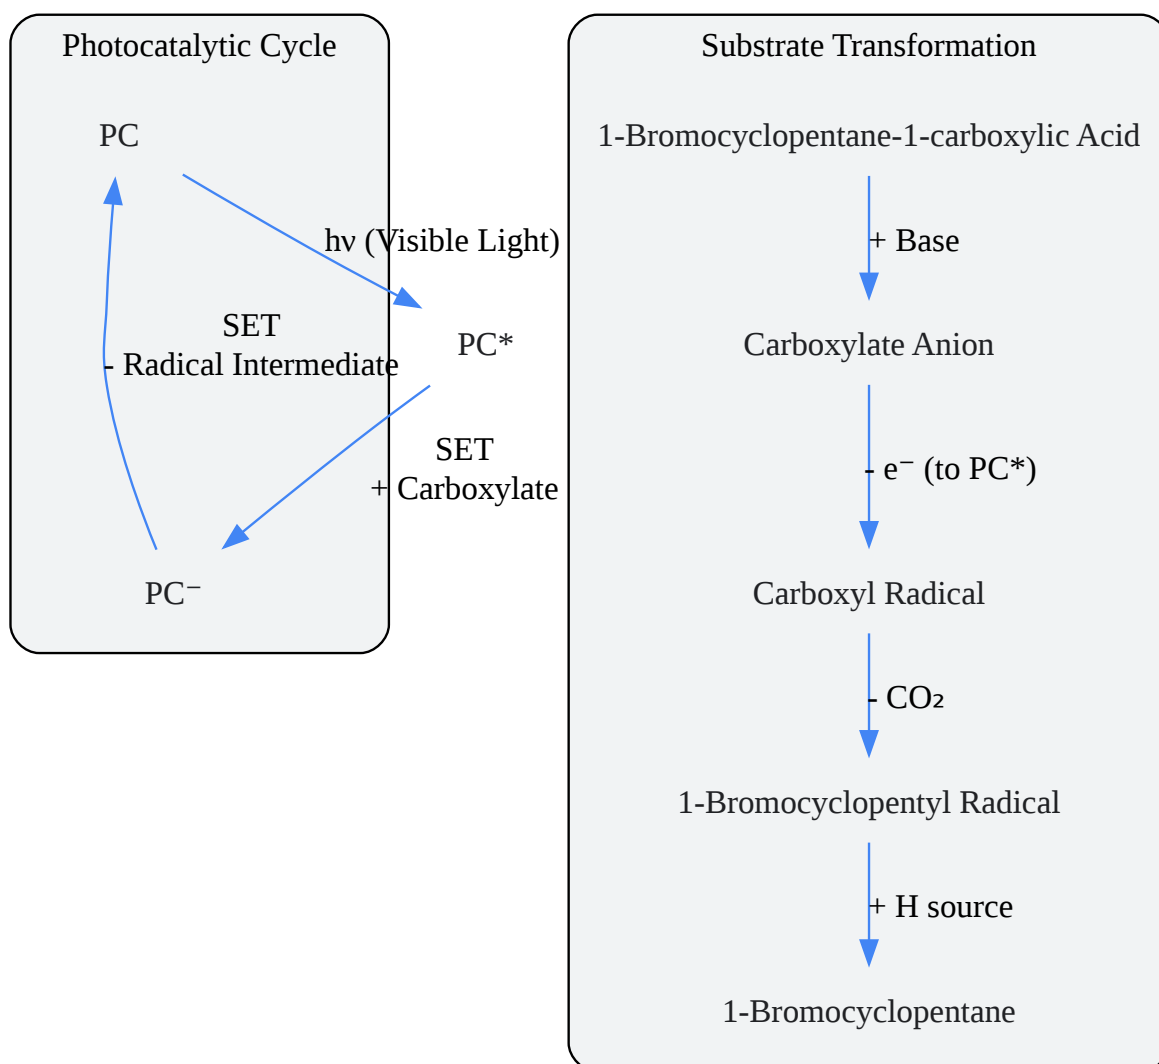 Photocatalytic Cycle
PC
hν (Visible Light)
SET
- Radical Intermediate
PC*
SET
+ Carboxylate
PC⁻
Substrate Transformation
1-Bromocyclopentane-1-carboxylic Acid
+ Base
Carboxylate Anion
- e⁻ (to PC*)
Carboxyl Radical
- CO₂
1-Bromocyclopentyl Radical
+ H source
1-Bromocyclopentane